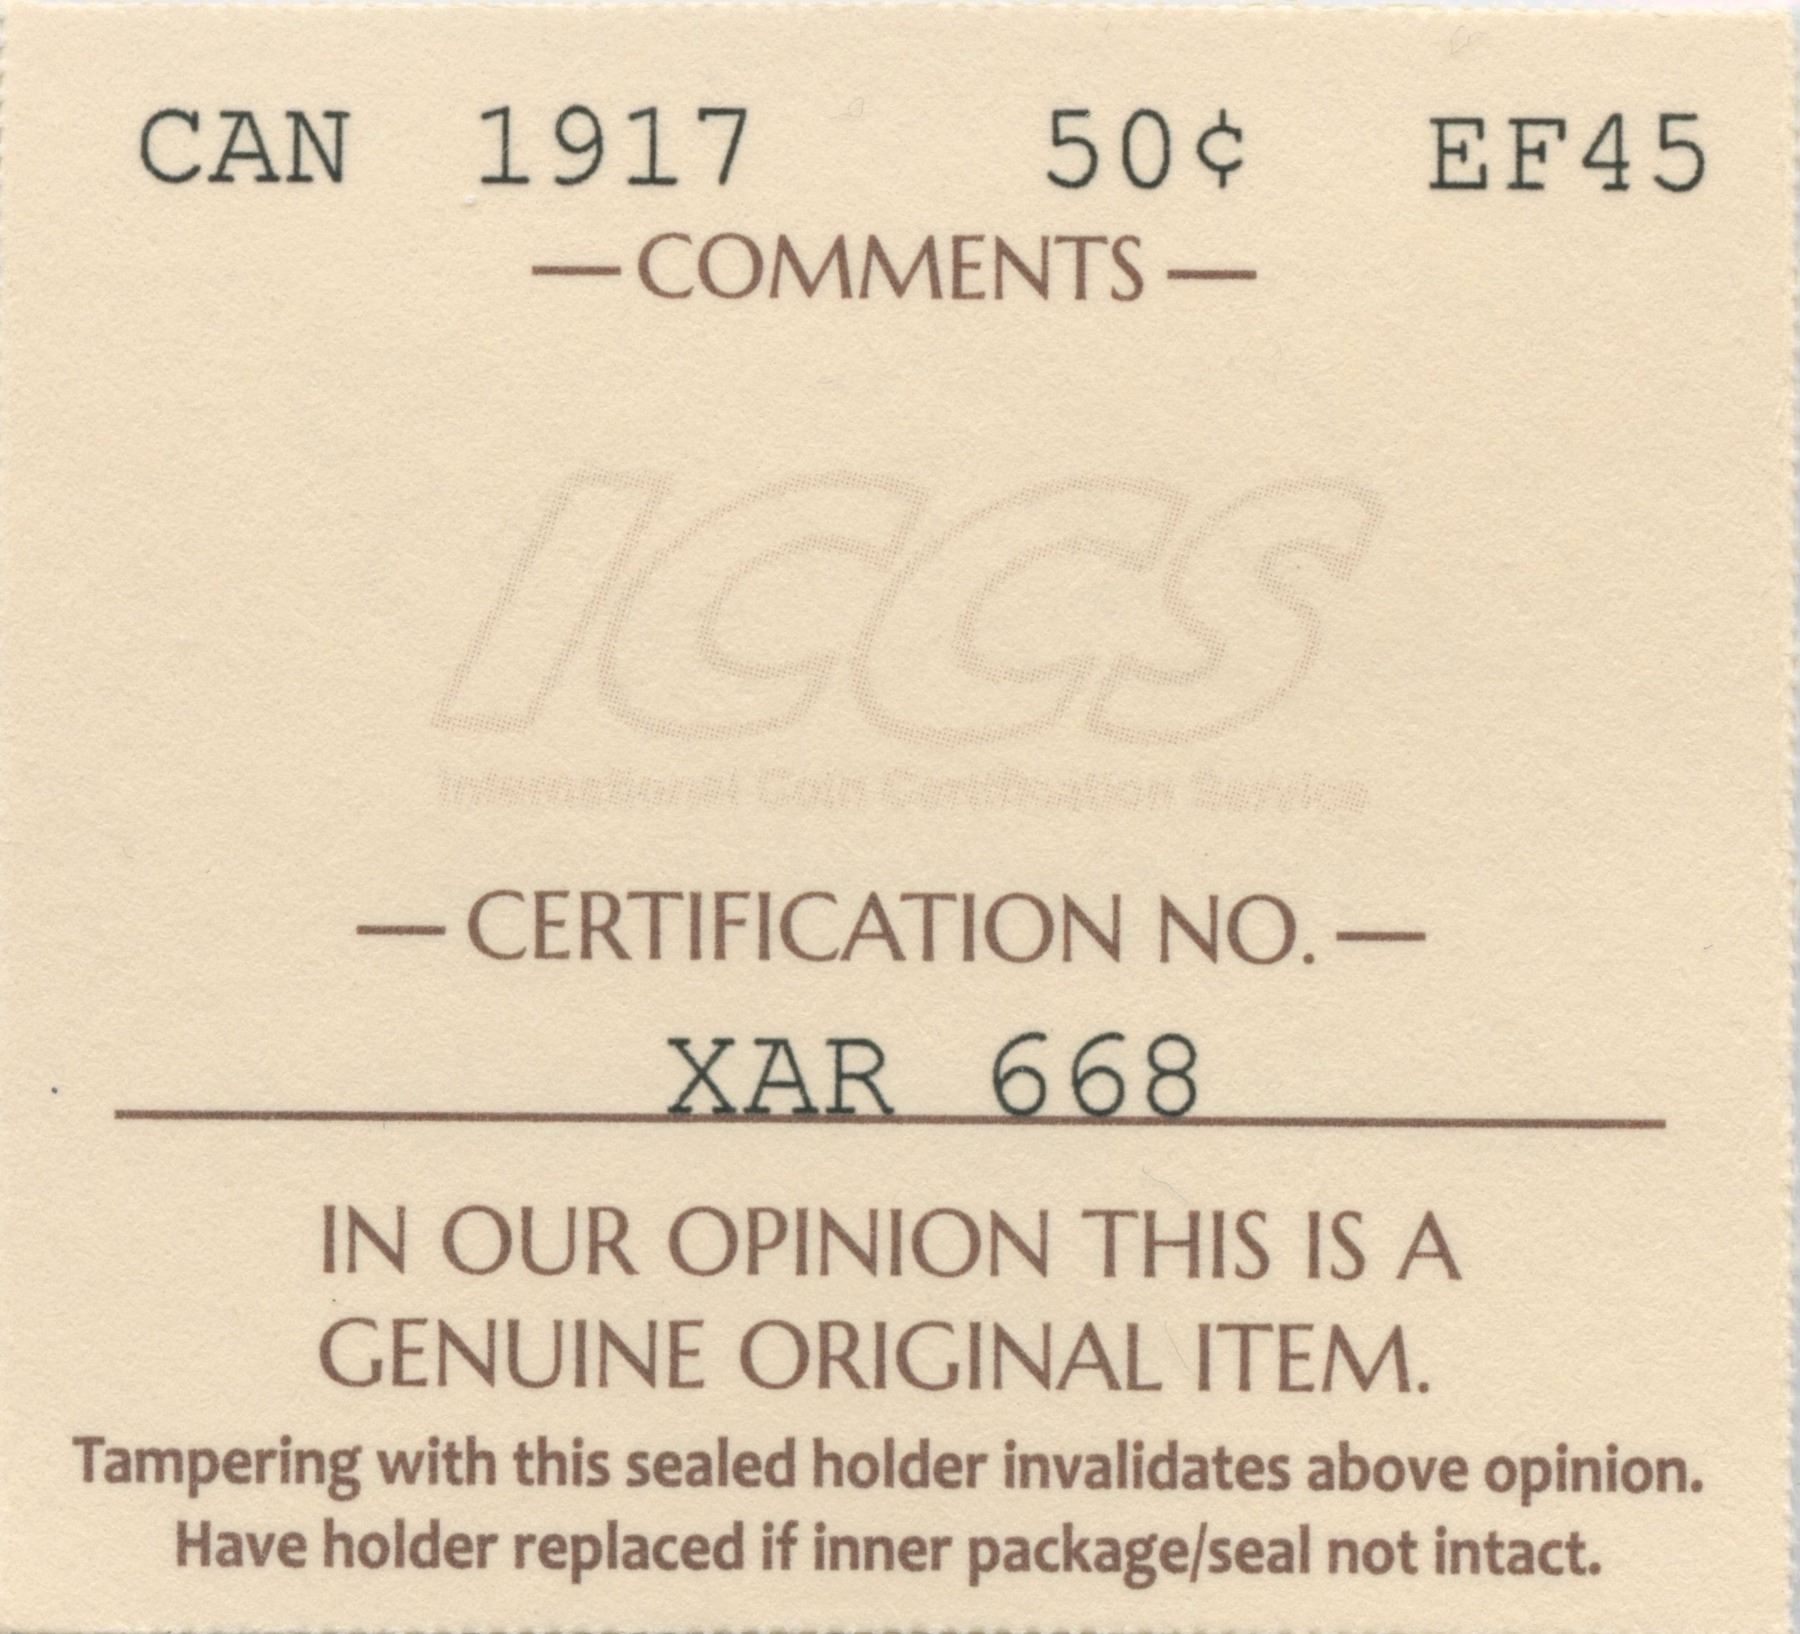 CAN 1917 50¢ EF45
— COMMENTS —
ICCS
International Coin Certification Service
— CERTIFICATION NO. —
XAR 668
IN OUR OPINION THIS IS A
GENUINE ORIGINAL ITEM.
Tampering with this sealed holder invalidates above opinion.
Have holder replaced if inner package/seal not intact.